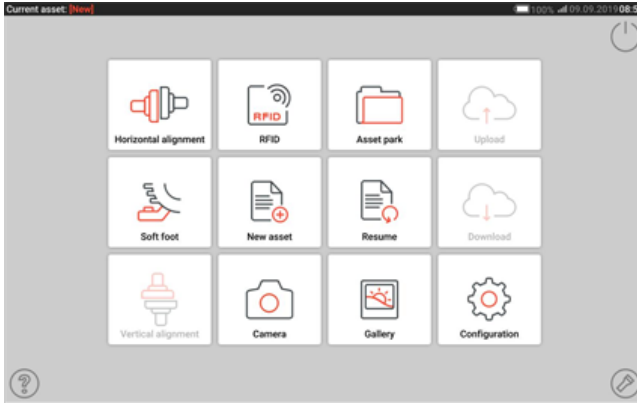 Current asset: [New] 100% 09.09.2019 08:5
Horizontal alignment
RFID
RFID
Asset park
Upload
Soft foot
New asset
Resume
Download
Vertical alignment
Camera
Gallery
Configuration
?